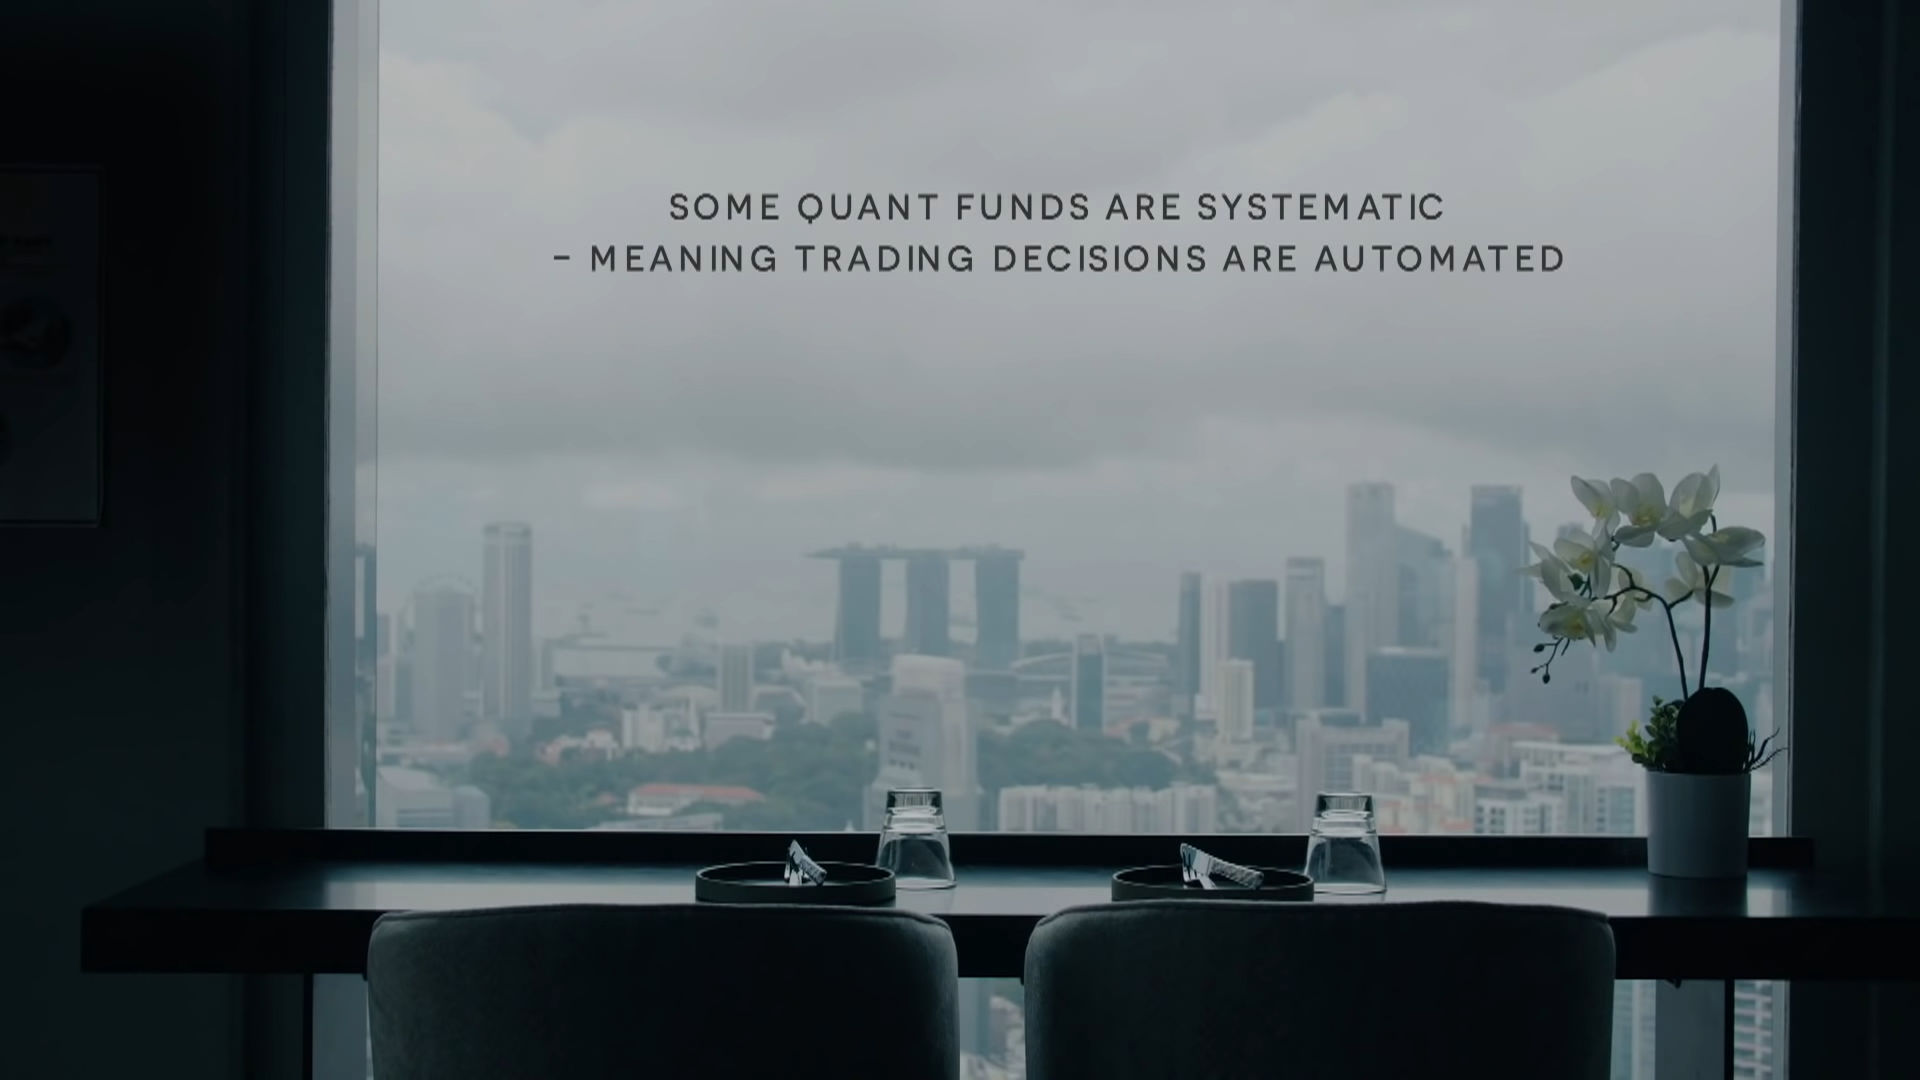 SOME QUANT FUNDS ARE SYSTEMATIC
– MEANING TRADING DECISIONS ARE AUTOMATED